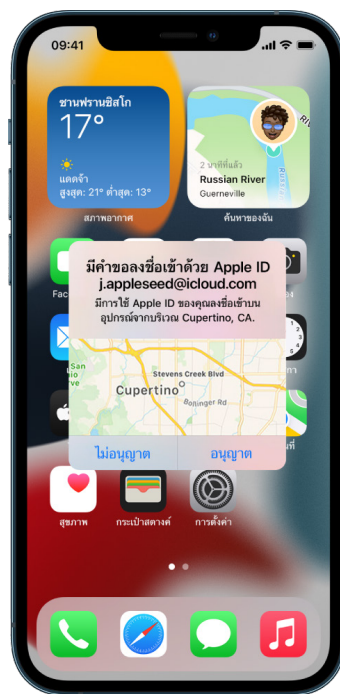 09:41
ซานฟรานซิสโก
17°
แดดจ้า
สูงสุด: 21° ต่ำสุด: 13°
สภาพอากาศ
2 นาทีที่แล้ว
Russian River
Guerneville
ค้นหาของฉัน
มีคำขอลงชื่อเข้าด้วย Apple ID
j.appleseed@icloud.com
มีการใช้ Apple ID ของคุณลงชื่อเข้าบน
อุปกรณ์จากบริเวณ Cupertino, CA.
Stevens Creek Blvd
Cupertino
Bollinger Rd
ไม่อนุญาต
อนุญาต
สุขภาพ
กระเป๋าสตางค์
การตั้งค่า